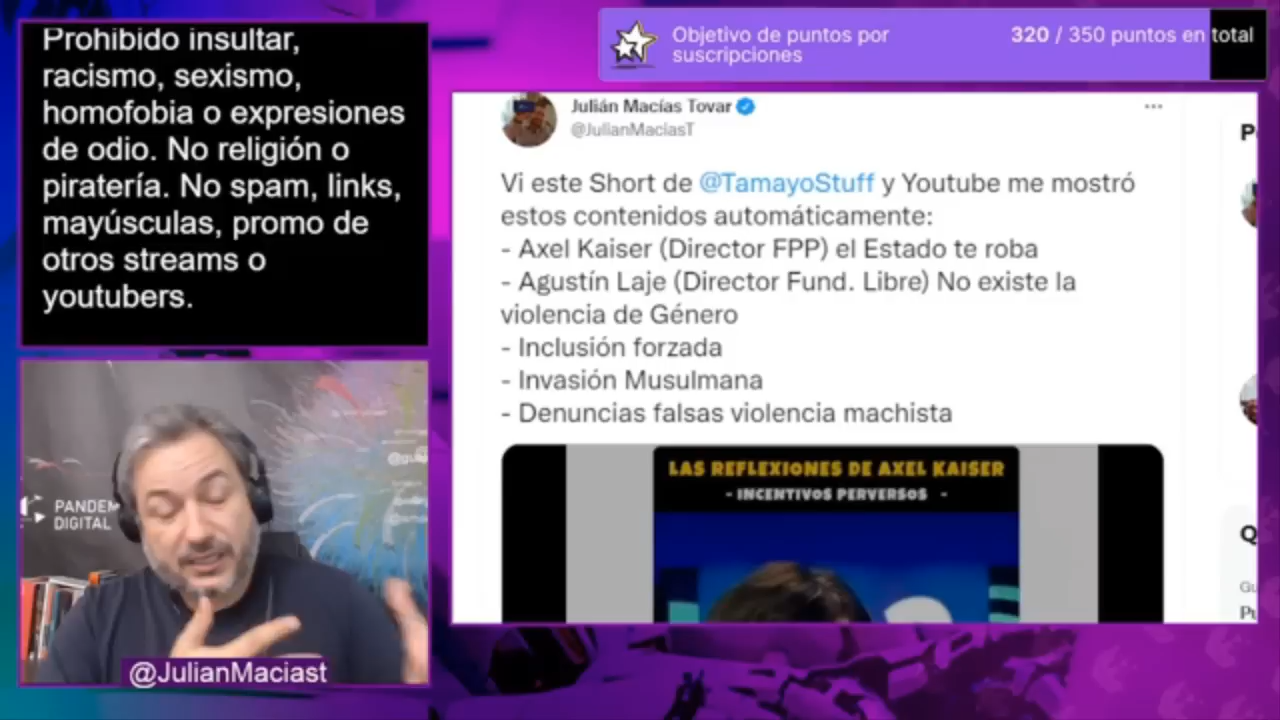 Prohibido insultar,
racismo, sexismo,
homofobia o expresiones
de odio. No religión o
piratería. No spam, links,
mayúsculas, promo de
otros streams o
youtubers.
Objetivo de puntos por
suscripciones
320 / 350 puntos en total
Julián Macías Tovar
@JulianMaciasT
Vi este Short de @TamayoStuff y Youtube me mostró
estos contenidos automáticamente:
- Axel Kaiser (Director FPP) el Estado te roba
- Agustín Laje (Director Fund. Libre) No existe la
violencia de Género
- Inclusión forzada
- Invasión Musulmana
- Denuncias falsas violencia machista
LAS REFLEXIONES DE AXEL KAISER
- INCENTIVOS PERVERSOS -
PANDEM
DIGITAL
@JulianMaciast